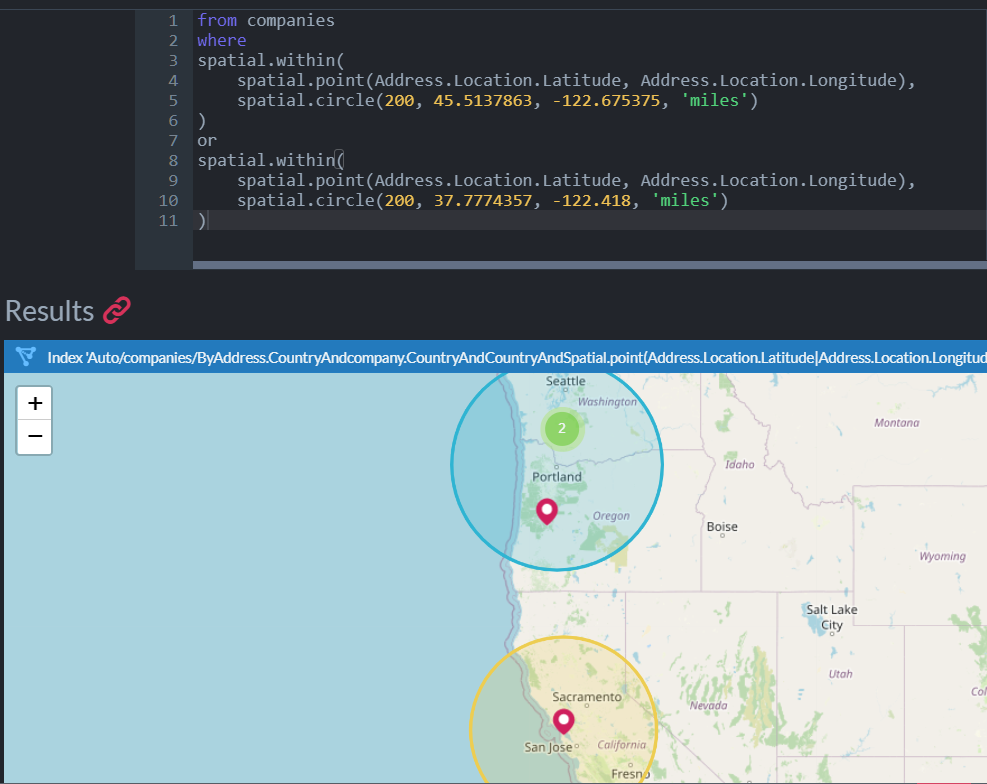 1 from companies
2 where
3 spatial.within(
4 spatial.point(Address.Location.Latitude, Address.Location.Longitude),
5 spatial.circle(200, 45.5137863, -122.675375, 'miles')
6 )
7 or
8 spatial.within(
9 spatial.point(Address.Location.Latitude, Address.Location.Longitude),
10 spatial.circle(200, 37.7774357, -122.418, 'miles')
11 )
Results
Index 'Auto/companies/ByAddress.CountryAndcompany.CountryAndCountryAndSpatial.point(Address.Location.Latitude|Address.Location.Longitud
+
−
Seattle
Washington
Montana
2
Idaho
Portland
Oregon
Boise
Wyoming
Salt Lake
City
Utah
Col
Sacramento
Nevada
San Jose
California
Fresno